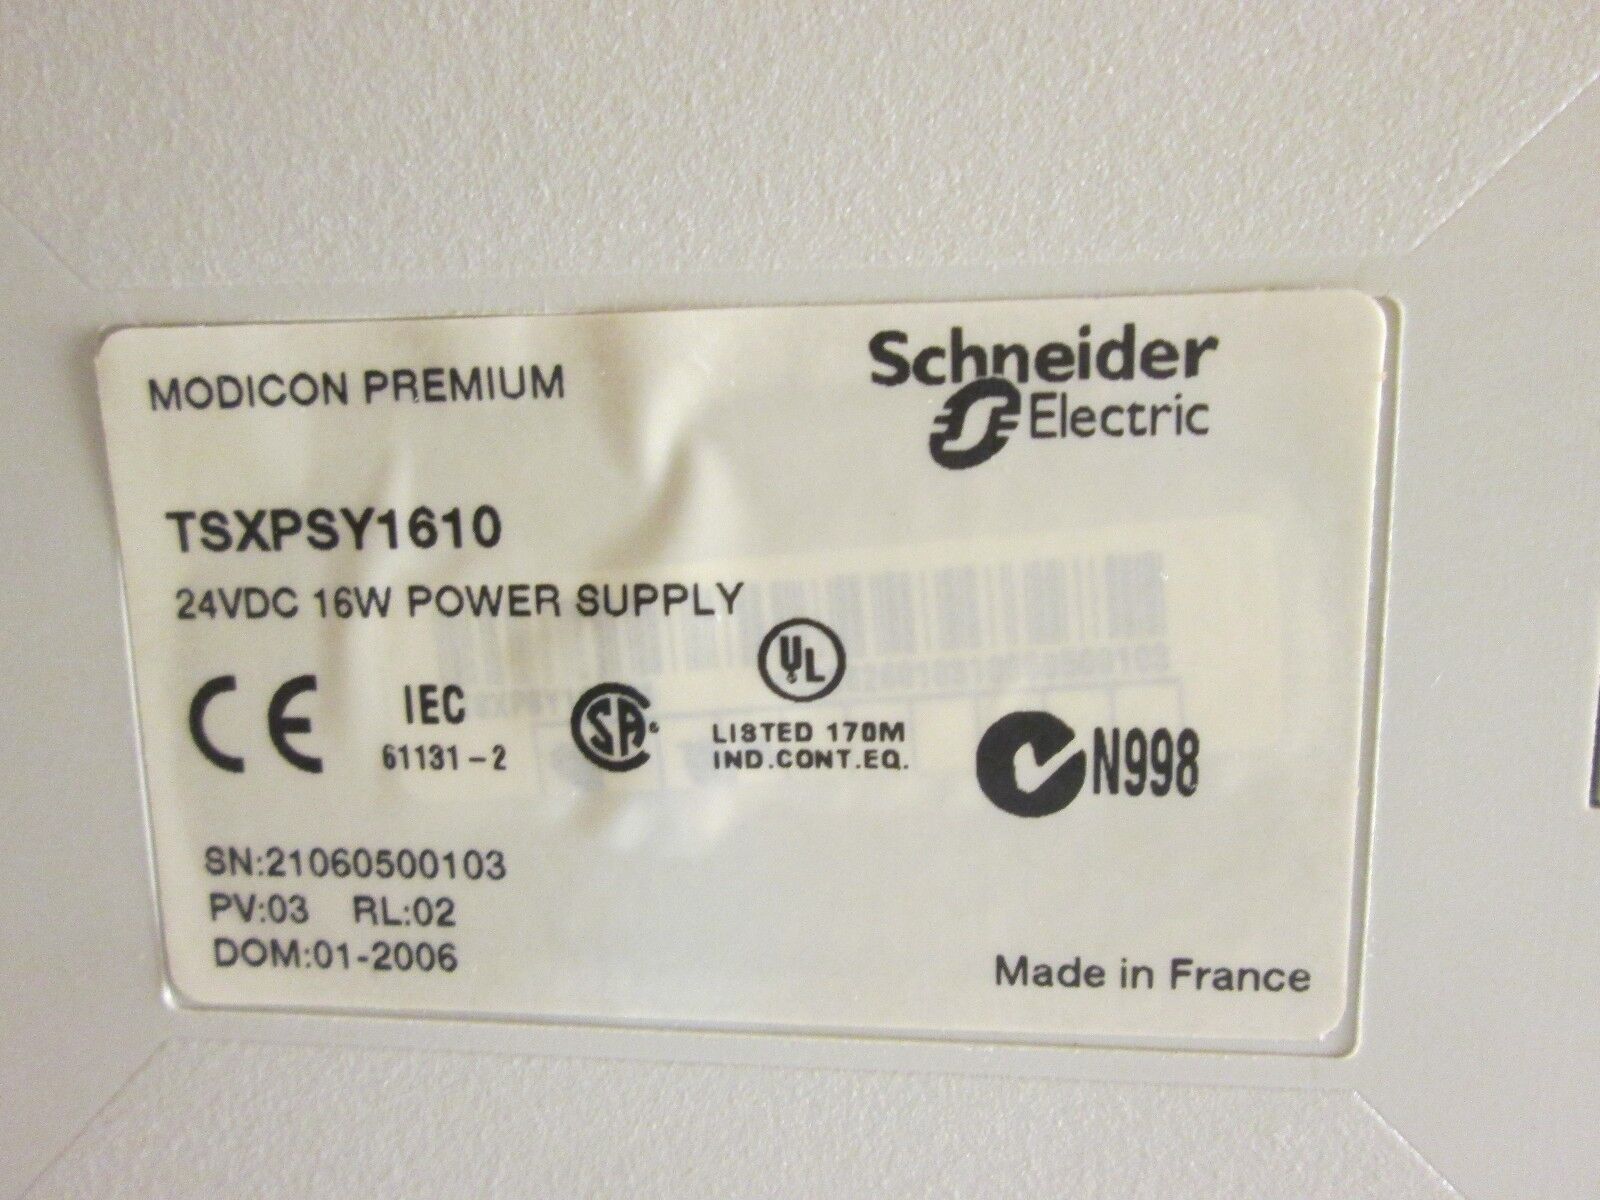 MODICON PREMIUM
Schneider
Electric
TSXPSY1610
24VDC 16W POWER SUPPLY
CE
IEC
61131-2
SA
UL
LISTED 170M
IND.CONT.EQ.
N998
SN:21060500103
PV:03 RL:02
DOM:01-2006
Made in France